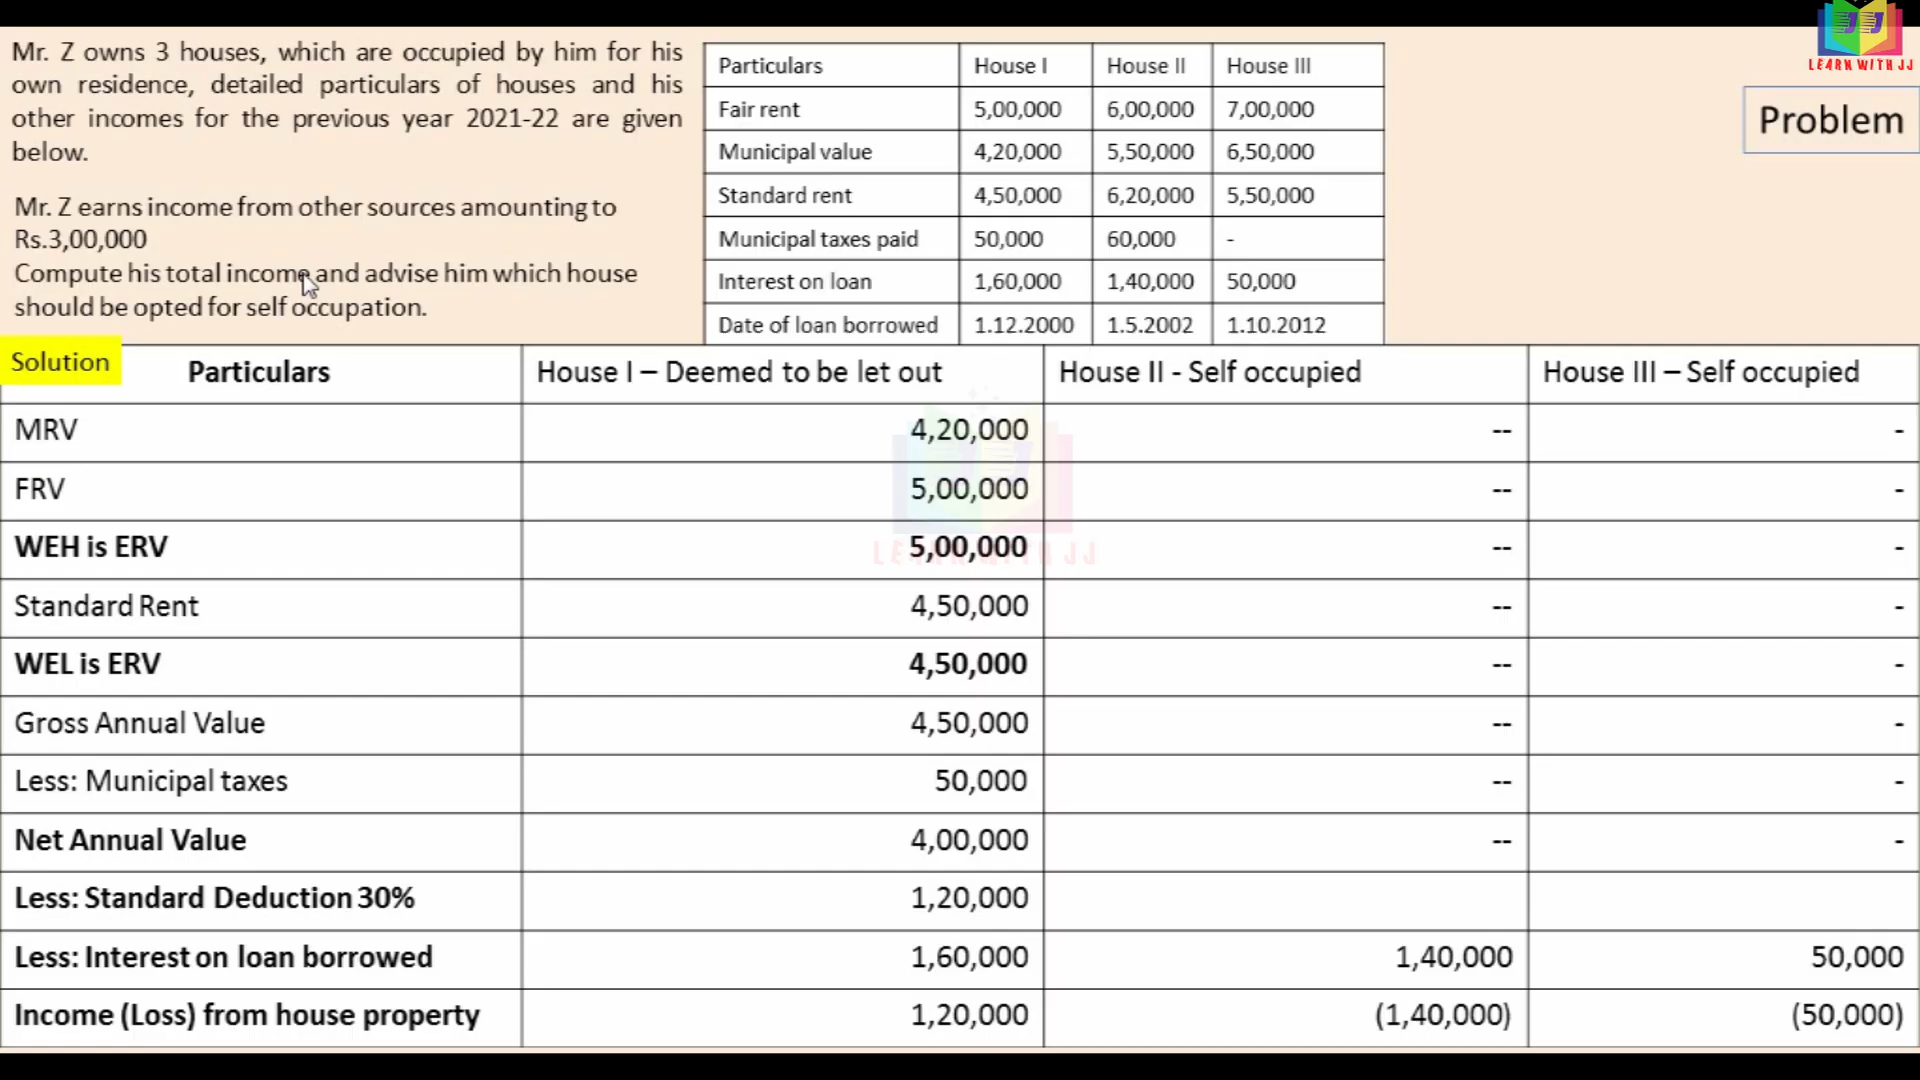 LEARN WITH JJ
Problem
Mr. Z owns 3 houses, which are occupied by him for his
own residence, detailed particulars of houses and his
other incomes for the previous year 2021-22 are given
below.
Mr. Z earns income from other sources amounting to
Rs.3,00,000
Compute his total income and advise him which house
should be opted for self occupation.
Particulars House I House II House III
Fair rent 5,00,000 6,00,000 7,00,000
Municipal value 4,20,000 5,50,000 6,50,000
Standard rent 4,50,000 6,20,000 5,50,000
Municipal taxes paid 50,000 60,000 -
Interest on loan 1,60,000 1,40,000 50,000
Date of loan borrowed 1.12.2000 1.5.2002 1.10.2012
Solution
Particulars House I – Deemed to be let out House II - Self occupied House III – Self occupied
MRV 4,20,000 -- -
FRV 5,00,000 -- -
WEH is ERV 5,00,000 -- -
LEARN WITH JJ
Standard Rent 4,50,000 -- -
WEL is ERV 4,50,000 -- -
Gross Annual Value 4,50,000 -- -
Less: Municipal taxes 50,000 -- -
Net Annual Value 4,00,000 -- -
Less: Standard Deduction 30% 1,20,000
Less: Interest on loan borrowed 1,60,000 1,40,000 50,000
Income (Loss) from house property 1,20,000 (1,40,000) (50,000)